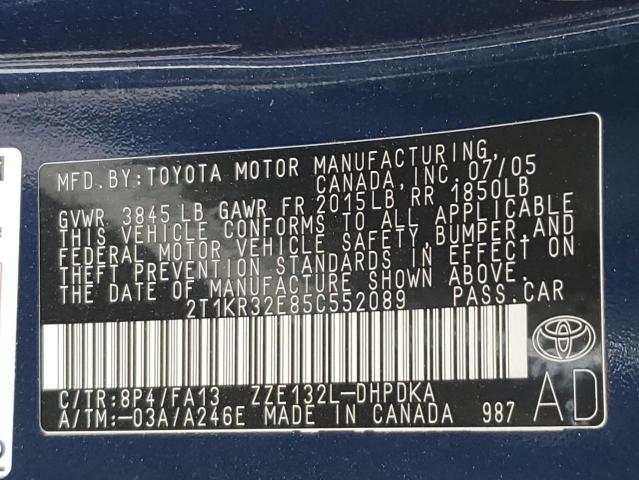 MFD. BY: TOYOTA MOTOR MANUFACTURING,
CANADA, INC. 07/05
GVWR 3845 LB GAWR FR 2015LB RR 1850LB
THIS VEHICLE CONFORMS TO ALL APPLICABLE
FEDERAL MOTOR VEHICLE SAFETY, BUMPER, AND
THEFT PREVENTION STANDARDS IN EFFECT ON
THE DATE OF MANUFACTURE SHOWN ABOVE.
2T1KR32E85C552089 PASS. CAR
C/TR: 8P4/FA13 ZZE132L-DHPDKA
A/TM: -03A/A246E MADE IN CANADA 987
AD